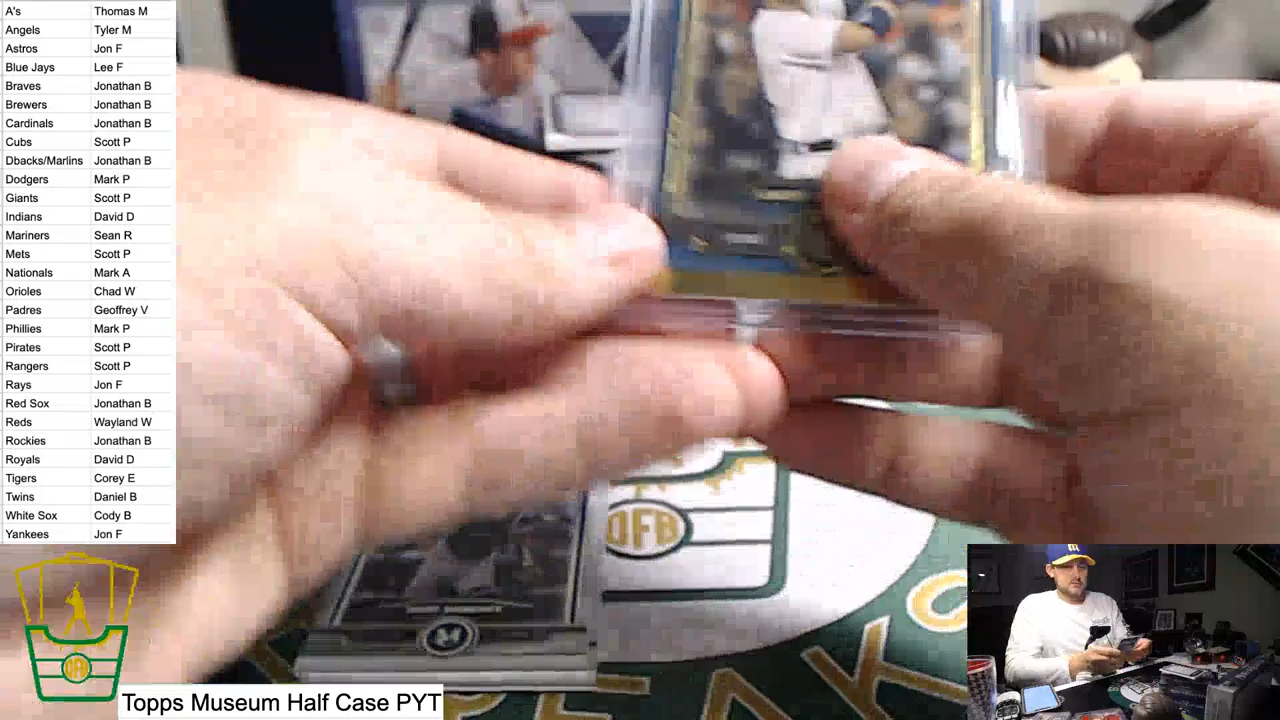 A's Thomas M
Angels Tyler M
Astros Jon F
Blue Jays Lee F
Braves Jonathan B
Brewers Jonathan B
Cardinals Jonathan B
Cubs Scott P
Dbacks/Marlins Jonathan B
Dodgers Mark P
Giants Scott P
Indians David D
Mariners Sean R
Mets Scott P
Nationals Mark A
Orioles Chad W
Padres Geoffrey V
Phillies Mark P
Pirates Scott P
Rangers Scott P
Rays Jon F
Red Sox Jonathan B
Reds Wayland W
Rockies Jonathan B
Royals David D
Tigers Corey E
Twins Daniel B
White Sox Cody B
Yankees Jon F
OFB
OFB
Topps Museum Half Case PYT